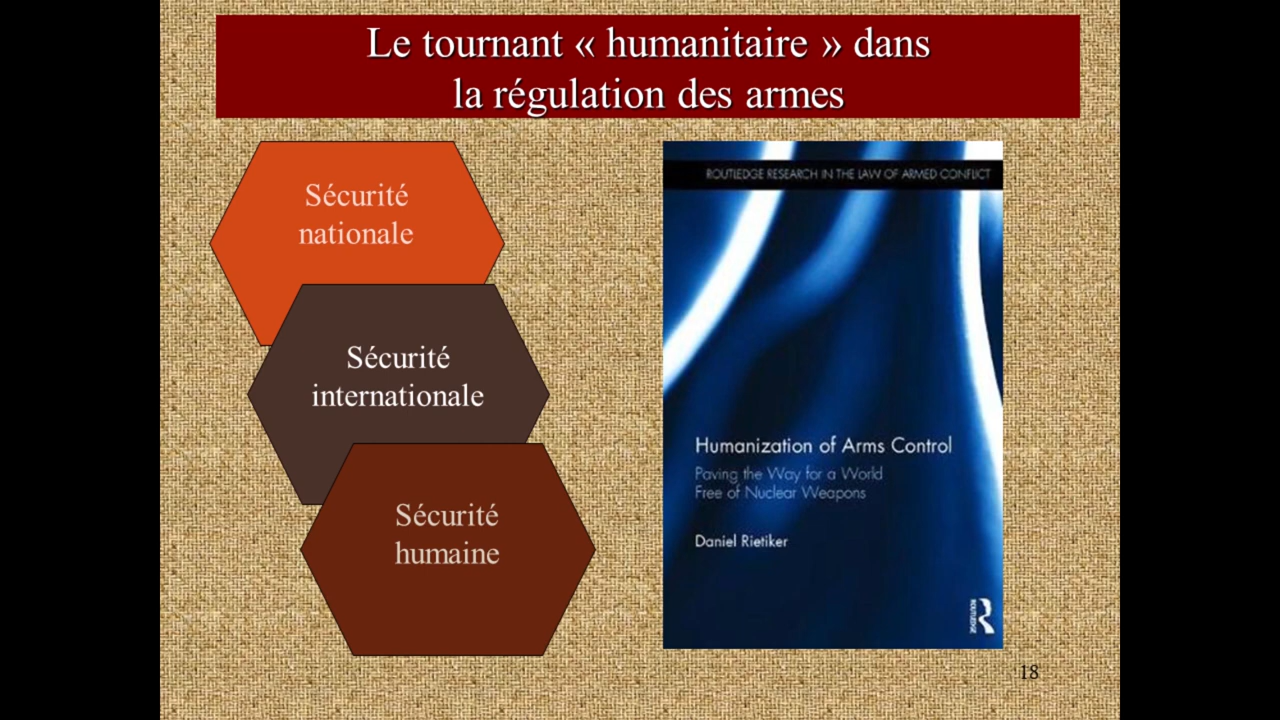 Le tournant « humanitaire » dans
la régulation des armes
Sécurité
nationale
Sécurité
internationale
Sécurité
humaine
ROUTLEDGE RESEARCH IN THE LAW OF ARMED CONFLICT
Humanization of Arms Control
Paving the Way for a World
Free of Nuclear Weapons
Daniel Rietiker
ROUTLEDGE
18